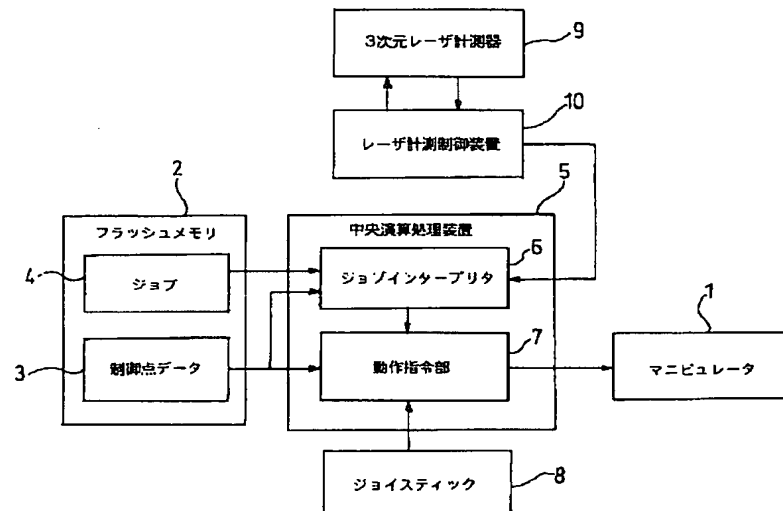 3次元レーザ計測器
9
10
レーザ計測制御装置
2
5
フラッシュメモリ
中央演算処理装置
6
4
ジョブ
ジョブインタープリタ
1
7
3
制御点データ
動作指令部
マニピュレータ
ジョイスティック
8